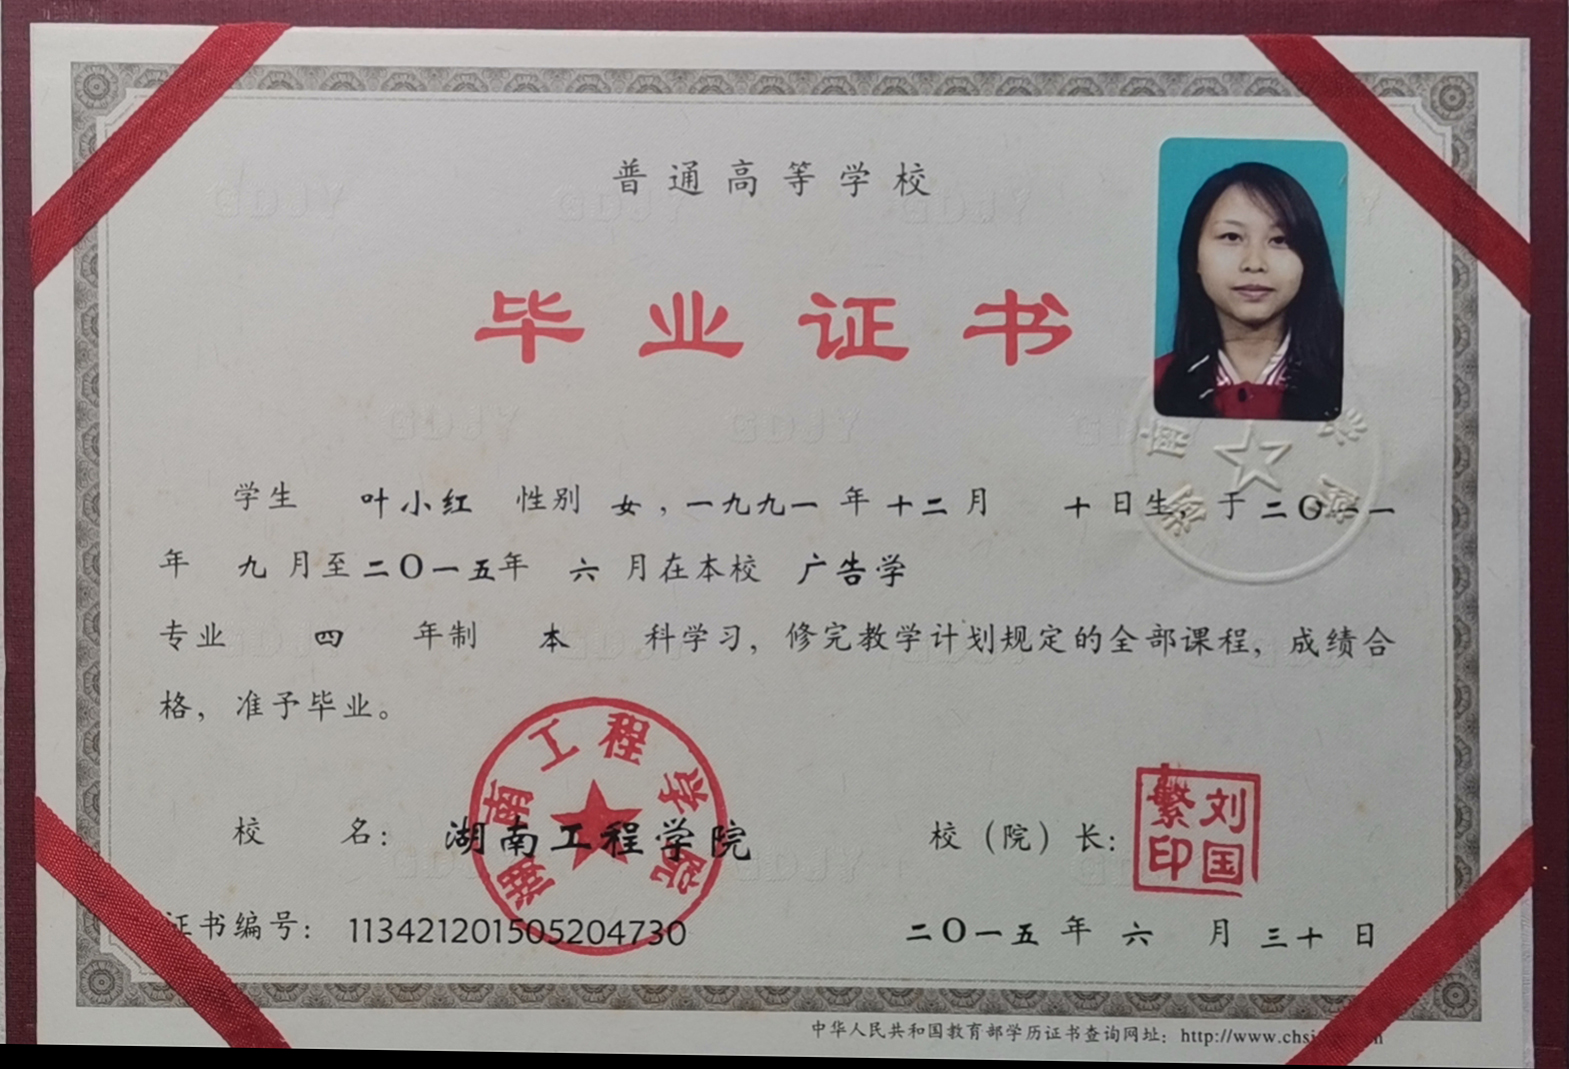 普通高等学校
毕业证书
学生 叶小红 性别 女，一九九一年十二月 十日生，于二〇一一
年 九月至二〇一五年 六月在本校 广告学
专业 四 年制 本 科学习，修完教学计划规定的全部课程，成绩合
格，准予毕业。
湖南工程学院
校 名： 湖南工程学院 校（院）长：
刘国繁印
证书编号： 113421201505204730 二〇一五年六月三十日
中华人民共和国教育部学历证书查询网址：http://www.chsi